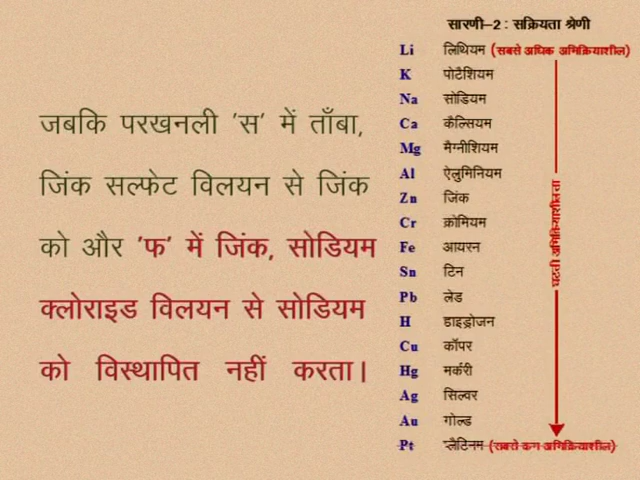 सारणी–2 : सक्रियता श्रेणी
Li लिथियम (सबसे अधिक अभिक्रियाशील)
K पोटैशियम
Na सोडियम
Ca कैल्सियम
Mg मैग्नीशियम
Al ऐलुमिनियम
Zn जिंक
Cr क्रोमियम
Fe आयरन
Sn टिन
Pb लेड
H हाइड्रोजन
Cu कॉपर
Hg मर्करी
Ag सिल्वर
Au गोल्ड
Pt प्लैटिनम (सबसे कम अभिक्रियाशील)
घटती अभिक्रियाशीलता
जबकि परखनली 'स' में ताँबा,
जिंक सल्फेट विलयन से जिंक
को और 'फ' में जिंक, सोडियम
क्लोराइड विलयन से सोडियम
को विस्थापित नहीं करता।